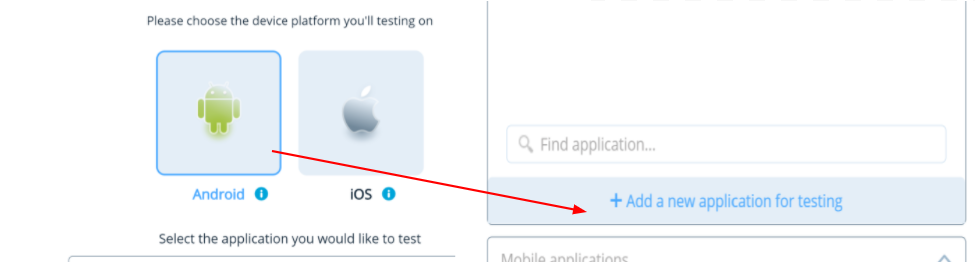 Please choose the device platform you'll testing on
Android
iOS
Select the application you would like to test
Find application...
+ Add a new application for testing
Mobile applications